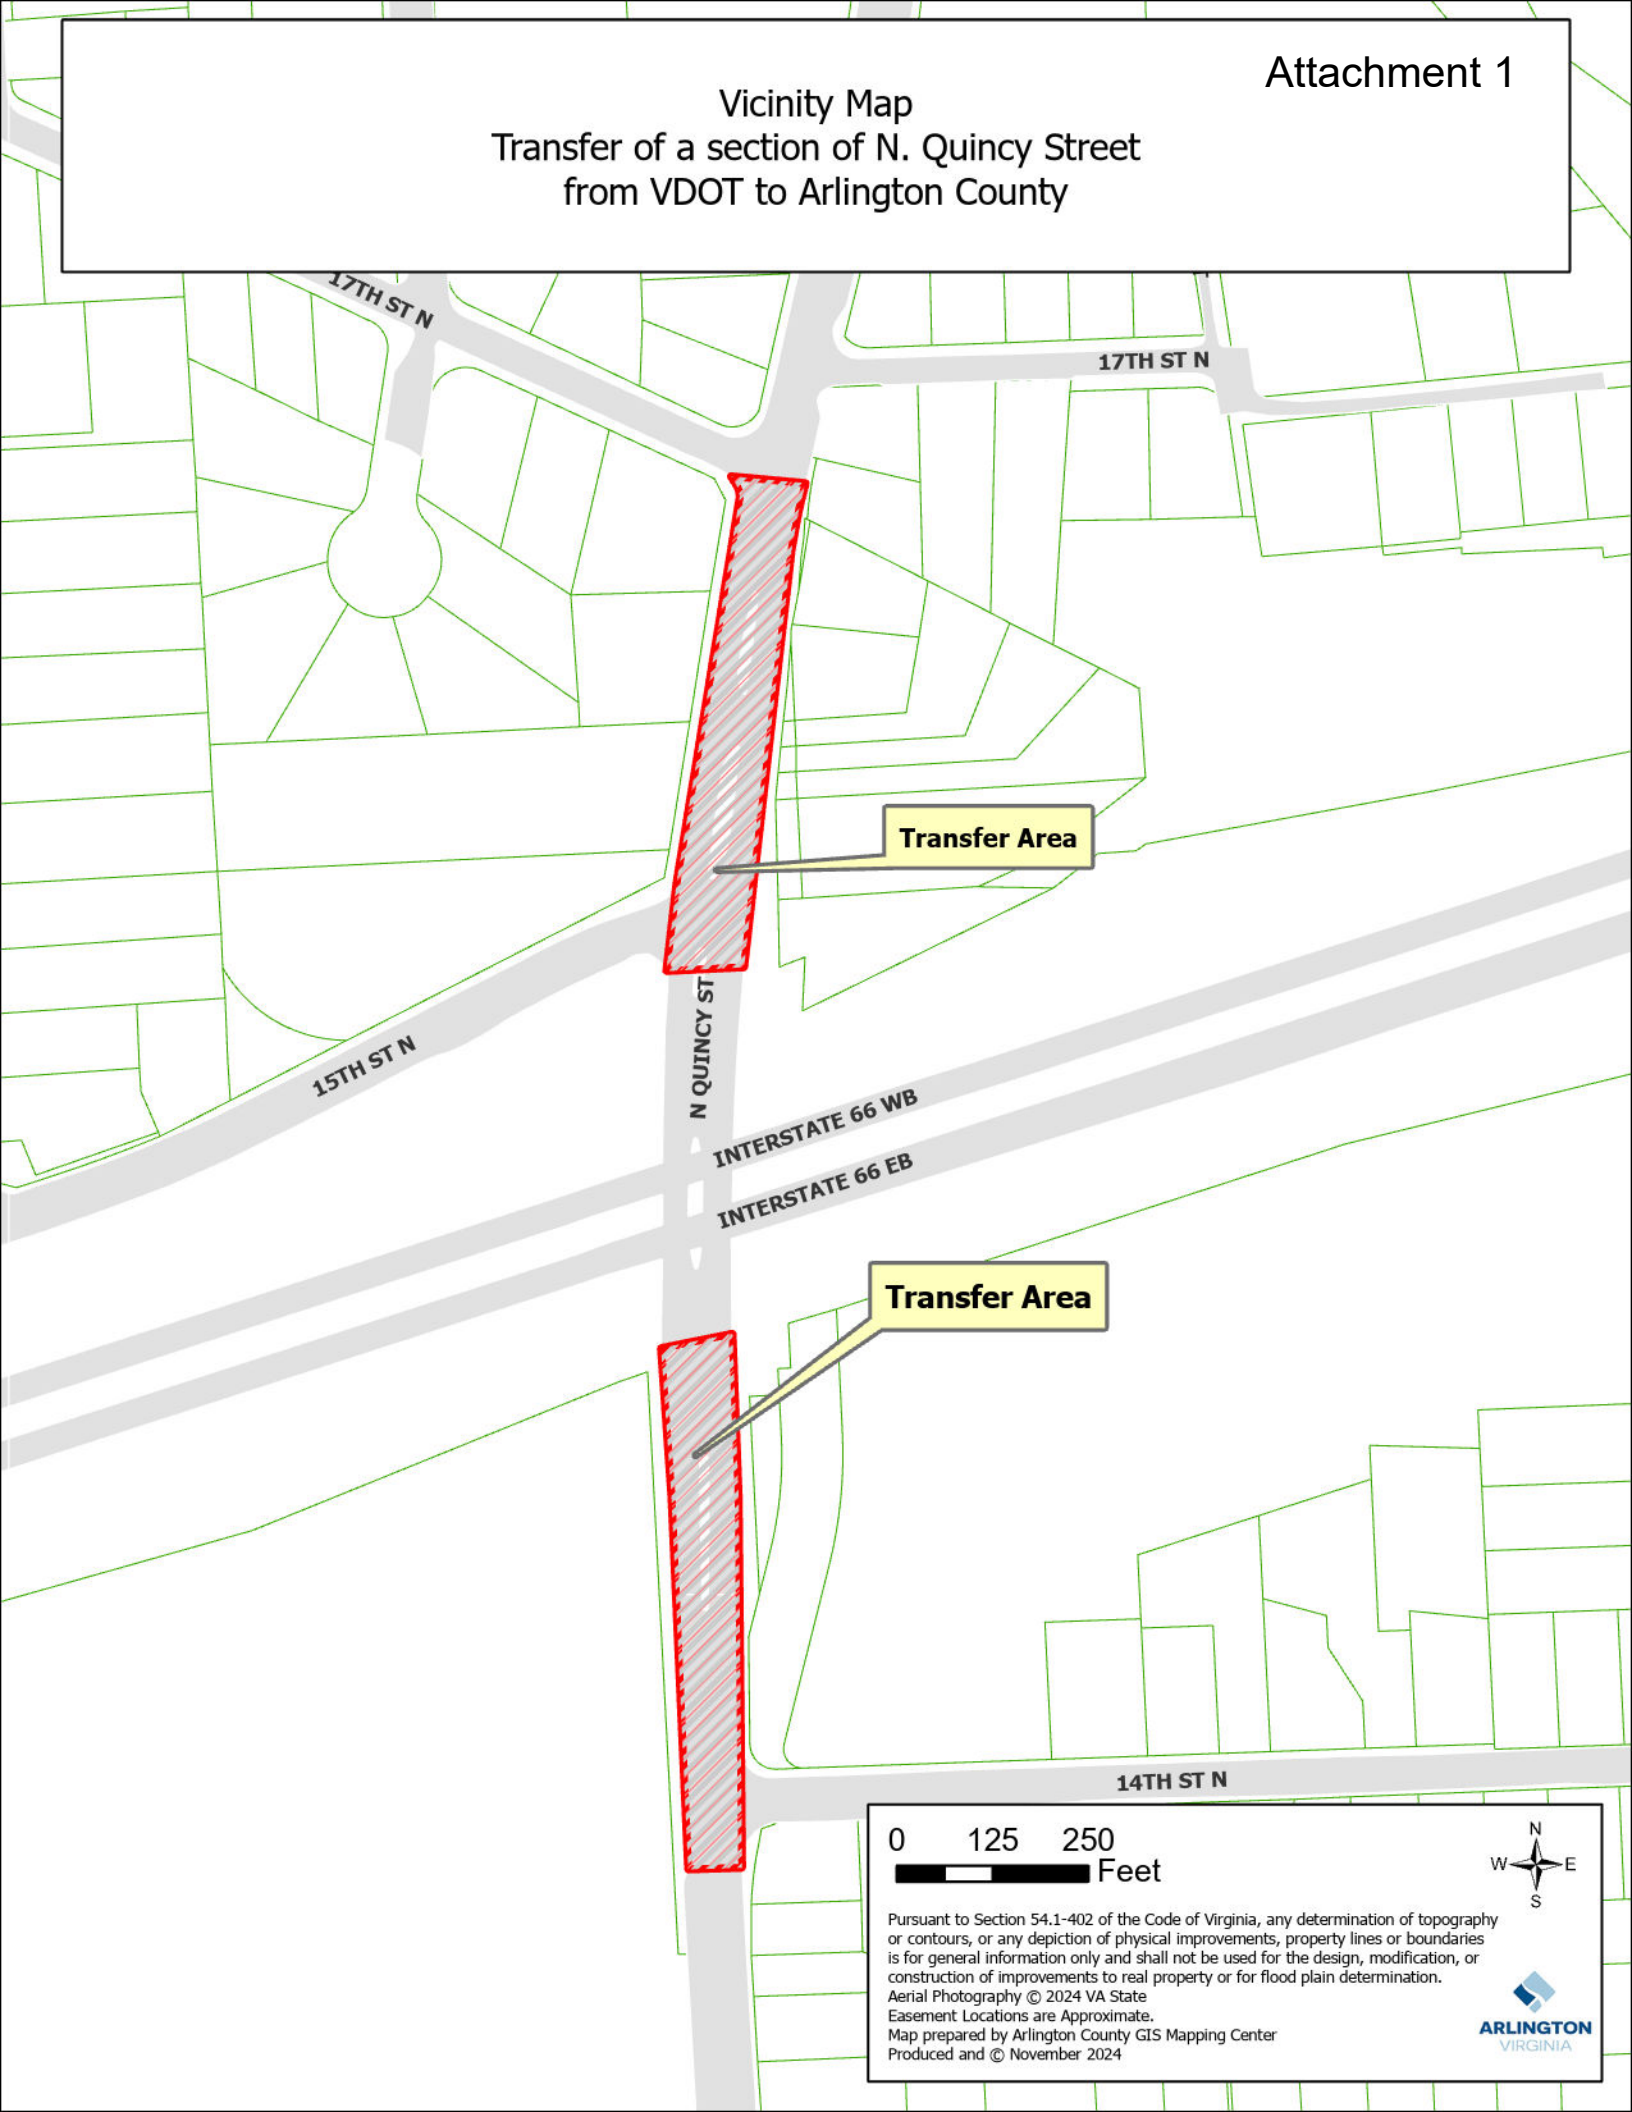 Attachment 1
Vicinity Map
Transfer of a section of N. Quincy Street
from VDOT to Arlington County
17TH ST N
17TH ST N
Transfer Area
N QUINCY ST
15TH ST N
INTERSTATE 66 WB
INTERSTATE 66 EB
Transfer Area
14TH ST N
0 125 250
Feet
N
W E
S
Pursuant to Section 54.1-402 of the Code of Virginia, any determination of topography
or contours, or any depiction of physical improvements, property lines or boundaries
is for general information only and shall not be used for the design, modification, or
construction of improvements to real property or for flood plain determination.
Aerial Photography © 2024 VA State
Easement Locations are Approximate.
Map prepared by Arlington County GIS Mapping Center
Produced and © November 2024
ARLINGTON
VIRGINIA